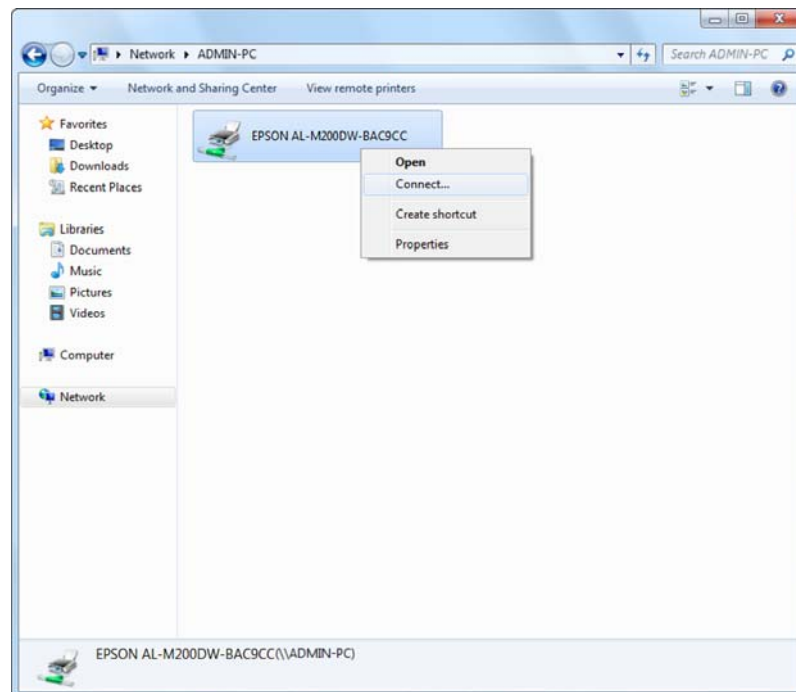 Network ▸ ADMIN-PC
Search ADMIN-PC
Organize
Network and Sharing Center
View remote printers
Favorites
Desktop
Downloads
Recent Places
Libraries
Documents
Music
Pictures
Videos
Computer
Network
EPSON AL-M200DW-BAC9CC
Open
Connect...
Create shortcut
Properties
EPSON AL-M200DW-BAC9CC(\\ADMIN-PC)